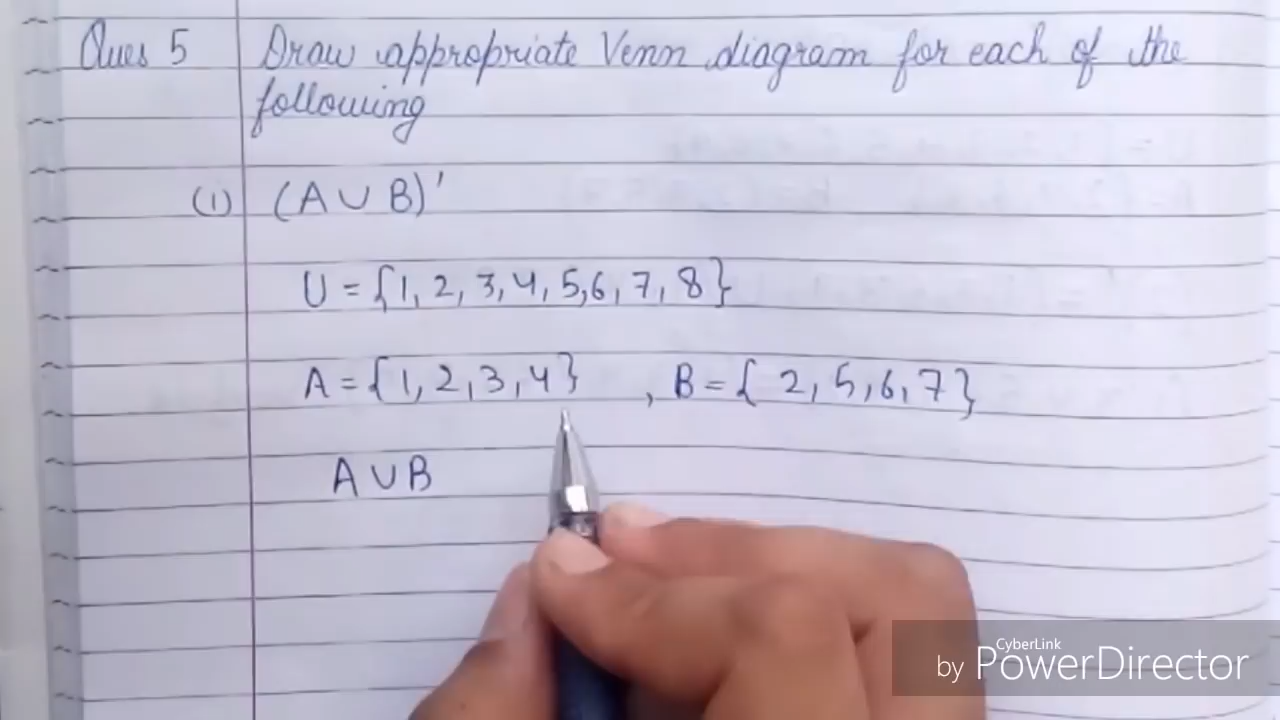 Ques 5 Draw appropriate Venn diagram for each of the
following
(i) (A ∪ B)'
U = {1, 2, 3, 4, 5, 6, 7, 8}
A = {1, 2, 3, 4} , B = { 2, 5, 6, 7}
A ∪ B
CyberLink
by PowerDirector